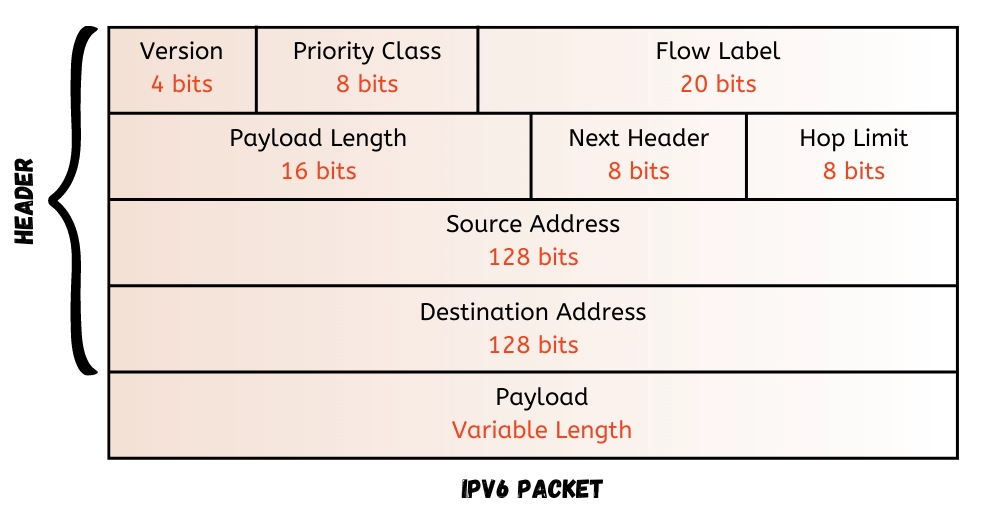 Version
4 bits
Priority Class
8 bits
Flow Label
20 bits
Payload Length
16 bits
Next Header
8 bits
Hop Limit
8 bits
Source Address
128 bits
Destination Address
128 bits
Payload
Variable Length
HEADER
IPV6 PACKET